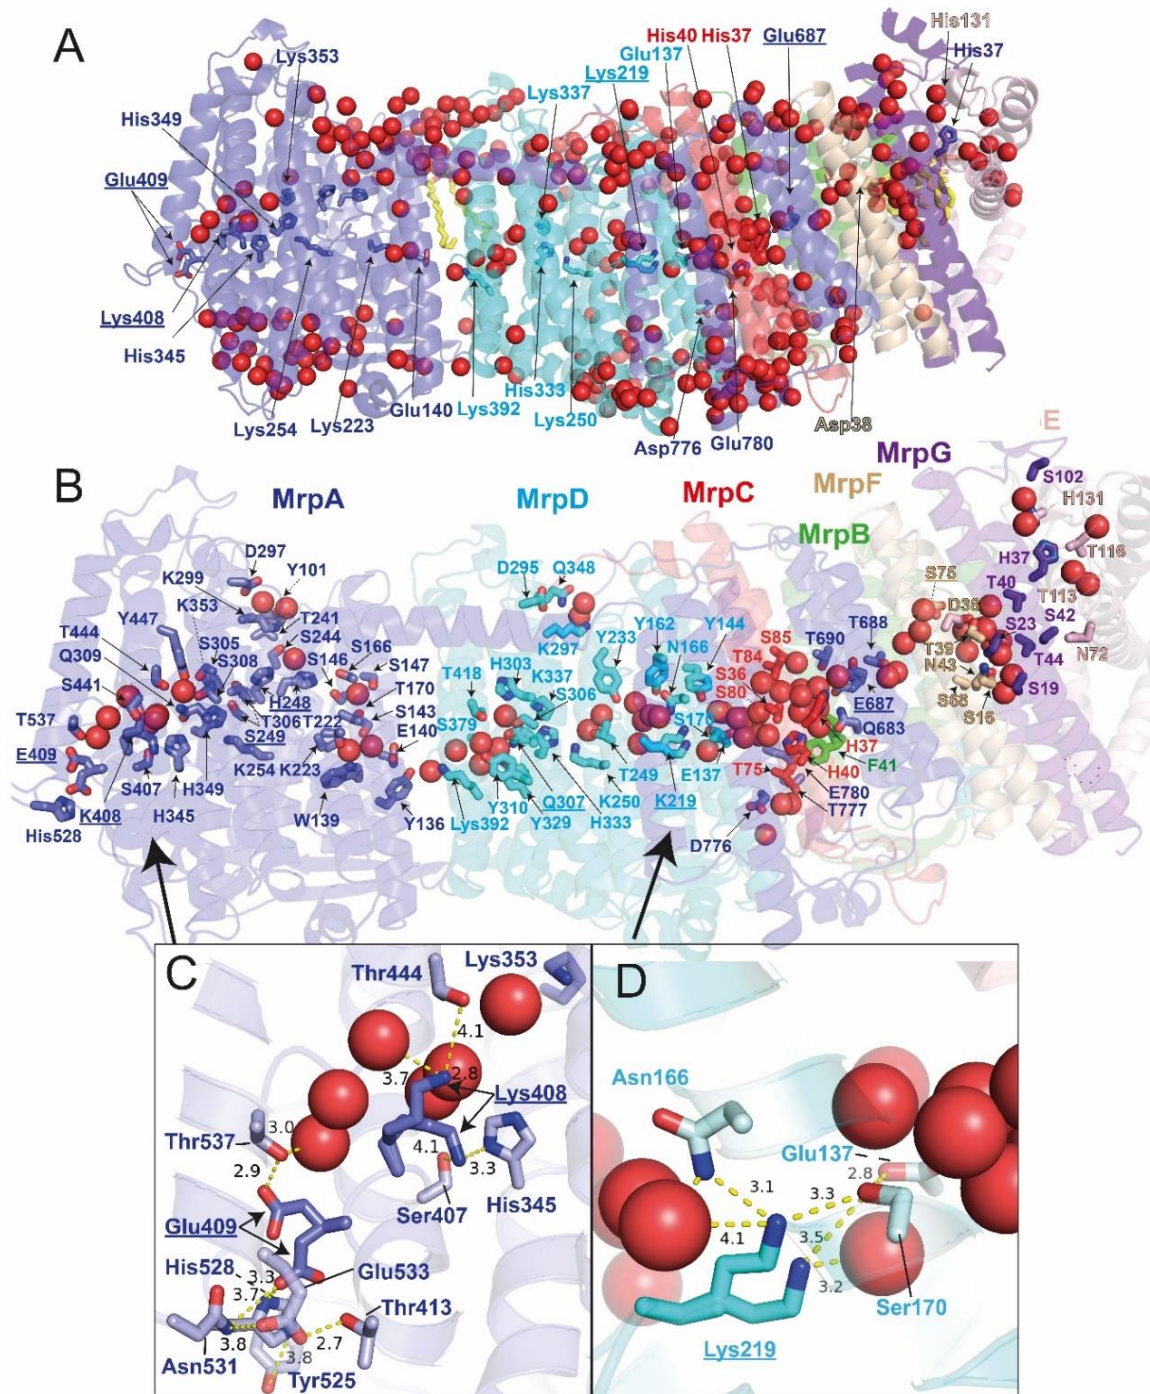 A
Lys353
His349
Glu409
Lys408
His345
Lys254
Lys223
Glu140
Lys392
His333
Lys250
Lys337
Lys219
Glu137
His40
His37
Glu687
His131
His37
Asp776
Glu780
Asp38
E
B
MrpA
MrpD
MrpC
MrpB
MrpF
MrpG
D297
Y101
K299
K353
Y447
S305
T241
T444
S308
S244
S166
Q309
S146
S147
S441
H248
T170
T537
T306
T222
S143
E409
S249
E140
K254
K223
S407
H349
K408
H345
W139
Y136
His528
D295
Q348
K297
Y233
Y162
Y144
N166
T418
H303
K337
S306
S379
S170
T249
E137
Y310
Q307
K250
K219
Lys392
Y329
K333
H333
S85
T84
S36
S80
T690
T688
E687
Q683
H37
T75
H40
F41
E780
T777
D776
S75
D38
T39
N43
S68
S16
S102
H131
H37
T116
T40
T113
S23
S42
T44
N72
S19
C
Thr444
Lys353
4.1
3.7
2.8
Lys408
3.0
Thr537
4.1
2.9
3.3
Ser407
His345
Glu409
His528
3.3
Glu533
3.7
Thr413
3.8
2.7
Asn531
3.8
Tyr525
D
Asn166
Glu137
2.8
3.1
3.3
4.1
3.5
3.2
Ser170
Lys219